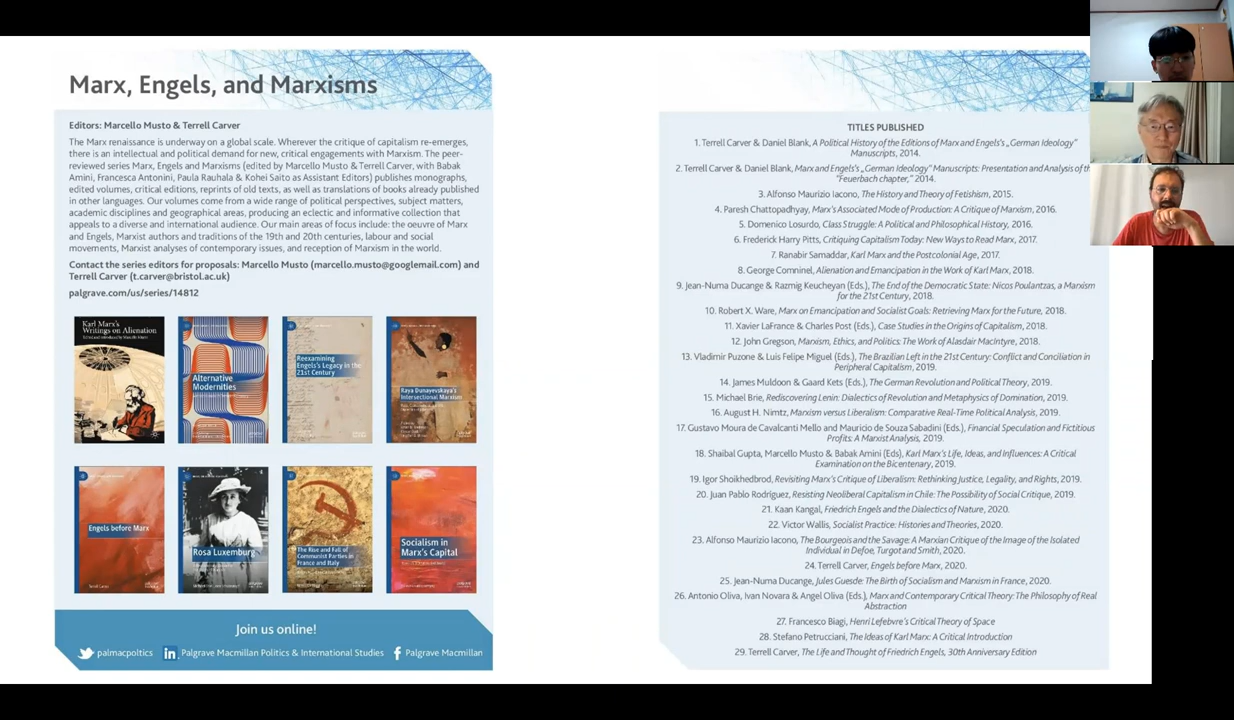 Marx, Engels, and Marxisms
Editors: Marcello Musto & Terrell Carver
The Marx renaissance is underway on a global scale. Wherever the critique of capitalism re-emerges,
there is an intellectual and political demand for new, critical engagements with Marxism. The peer-
reviewed series Marx, Engels and Marxisms (edited by Marcello Musto & Terrell Carver, with Babak
Amini, Francesca Antonini, Paula Rauhala & Kohei Saito as Assistant Editors) publishes monographs,
edited volumes, critical editions, reprints of old texts, as well as translations of books already published
in other languages. Our volumes come from a wide range of political perspectives, subject matters,
academic disciplines and geographical areas, producing an eclectic and informative collection that
appeals to a diverse and international audience. Our main areas of focus include: the oeuvre of Marx
and Engels, Marxist authors and traditions of the 19th and 20th centuries, labour and social
movements, Marxist analyses of contemporary issues, and reception of Marxism in the world.
Contact the series editors for proposals: Marcello Musto (marcello.musto@googlemail.com) and
Terrell Carver (t.carver@bristol.ac.uk)
palgrave.com/us/series/14812
Karl Marx's
Writings on Alienation
Alternative
Modernities
Reexamining
Engels's Legacy in the
21st Century
Raya Dunayevskaya's
Intersectional Marxism
Engels before Marx
Rosa Luxemburg
The Rise and Fall of
Communist Parties in
France and Italy
Socialism in
Marx's Capital
Join us online!
palmacpoltics
in Palgrave Macmillan Politics & International Studies
f Palgrave Macmillan
TITLES PUBLISHED
1. Terrell Carver & Daniel Blank, A Political History of the Editions of Marx and Engels's „German Ideology"
Manuscripts, 2014.
2. Terrell Carver & Daniel Blank, Marx and Engels's „German Ideology" Manuscripts: Presentation and Analysis of th
"Feuerbach chapter," 2014.
3. Alfonso Maurizio Iacono, The History and Theory of Fetishism, 2015.
4. Paresh Chattopadhyay, Marx's Associated Mode of Production: A Critique of Marxism, 2016.
5. Domenico Losurdo, Class Struggle: A Political and Philosophical History, 2016.
6. Frederick Harry Pitts, Critiquing Capitalism Today: New Ways to Read Marx, 2017.
7. Ranabir Samaddar, Karl Marx and the Postcolonial Age, 2017.
8. George Comninel, Alienation and Emancipation in the Work of Karl Marx, 2018.
9. Jean-Numa Ducange & Razmig Keucheyan (Eds.), The End of the Democratic State: Nicos Poulantzas, a Marxism
for the 21st Century, 2018.
10. Robert X. Ware, Marx on Emancipation and Socialist Goals: Retrieving Marx for the Future, 2018.
11. Xavier LaFrance & Charles Post (Eds.), Case Studies in the Origins of Capitalism, 2018.
12. John Gregson, Marxism, Ethics, and Politics: The Work of Alasdair MacIntyre, 2018.
13. Vladimir Puzone & Luis Felipe Miguel (Eds.), The Brazilian Left in the 21st Century: Conflict and Conciliation in
Peripheral Capitalism, 2019.
14. James Muldoon & Gaard Kets (Eds.), The German Revolution and Political Theory, 2019.
15. Michael Brie, Rediscovering Lenin: Dialectics of Revolution and Metaphysics of Domination, 2019.
16. August H. Nimtz, Marxism versus Liberalism: Comparative Real-Time Political Analysis, 2019.
17. Gustavo Moura de Cavalcanti Mello and Mauricio de Souza Sabadini (Eds.), Financial Speculation and Fictitious
Profits: A Marxist Analysis, 2019.
18. Shaibal Gupta, Marcello Musto & Babak Amini (Eds), Karl Marx's Life, Ideas, and Influences: A Critical
Examination on the Bicentenary, 2019.
19. Igor Shoikhedbrod, Revisiting Marx's Critique of Liberalism: Rethinking Justice, Legality, and Rights, 2019.
20. Juan Pablo Rodríguez, Resisting Neoliberal Capitalism in Chile: The Possibility of Social Critique, 2019.
21. Kaan Kangal, Friedrich Engels and the Dialectics of Nature, 2020.
22. Victor Wallis, Socialist Practice: Histories and Theories, 2020.
23. Alfonso Maurizio Iacono, The Bourgeois and the Savage: A Marxian Critique of the Image of the Isolated
Individual in Defoe, Turgot and Smith, 2020.
24. Terrell Carver, Engels before Marx, 2020.
25. Jean-Numa Ducange, Jules Guesde: The Birth of Socialism and Marxism in France, 2020.
26. Antonio Oliva, Ivan Novara & Angel Oliva (Eds.), Marx and Contemporary Critical Theory: The Philosophy of Real
Abstraction
27. Francesco Biagi, Henri Lefebvre's Critical Theory of Space
28. Stefano Petrucciani, The Ideas of Karl Marx: A Critical Introduction
29. Terrell Carver, The Life and Thought of Friedrich Engels, 30th Anniversary Edition